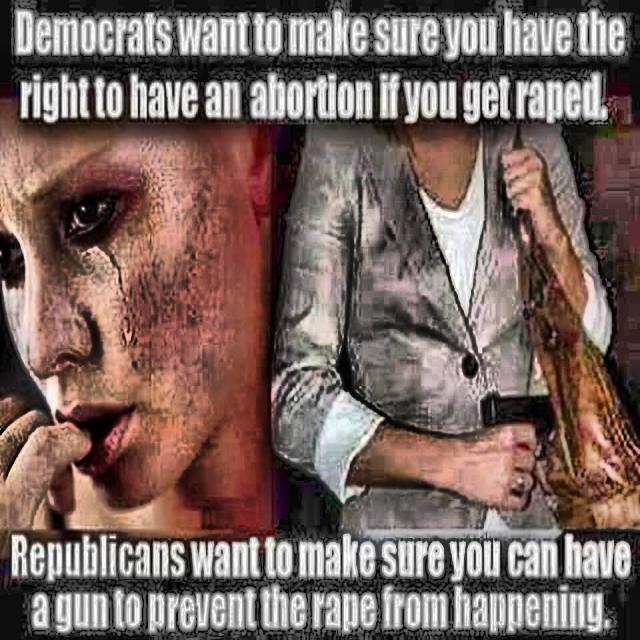 Democrats want to make sure you have the
right to have an abortion if you get raped.
Republicans want to make sure you can have
a gun to prevent the rape from happening.